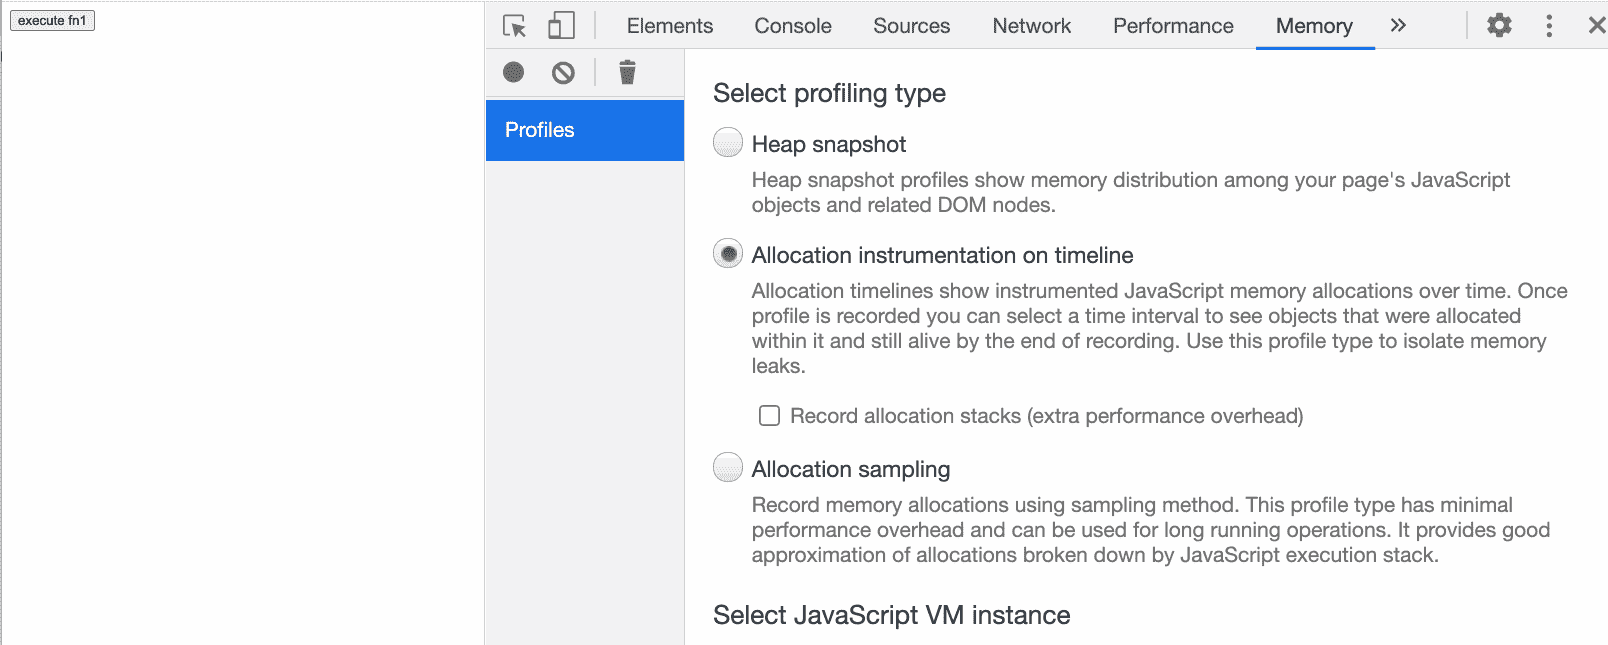 execute fn1
Elements Console Sources Network Performance Memory »
Profiles
Select profiling type
Heap snapshot
Heap snapshot profiles show memory distribution among your page's JavaScript
objects and related DOM nodes.
Allocation instrumentation on timeline
Allocation timelines show instrumented JavaScript memory allocations over time. Once
profile is recorded you can select a time interval to see objects that were allocated
within it and still alive by the end of recording. Use this profile type to isolate memory
leaks.
Record allocation stacks (extra performance overhead)
Allocation sampling
Record memory allocations using sampling method. This profile type has minimal
performance overhead and can be used for long running operations. It provides good
approximation of allocations broken down by JavaScript execution stack.
Select JavaScript VM instance